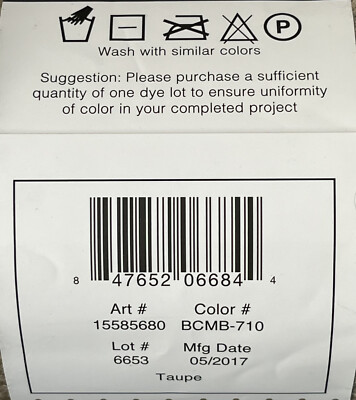 P
Wash with similar colors
Suggestion: Please purchase a sufficient
quantity of one dye lot to ensure uniformity
of color in your completed project
8 47652 06684 4
Art # Color #
15585680 BCMB-710
Lot # Mfg Date
6653 05/2017
Taupe